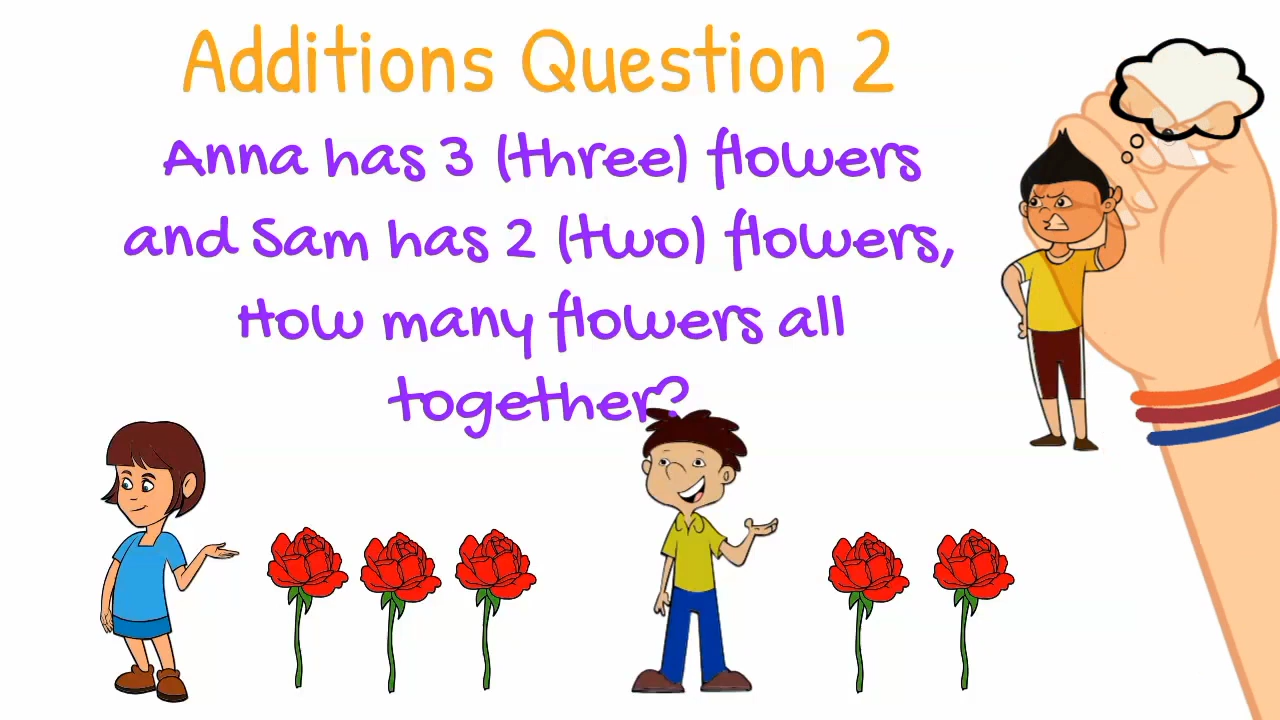 Additions Question 2
Anna has 3 (three) flowers
and Sam has 2 (two) flowers,
How many flowers all
together?